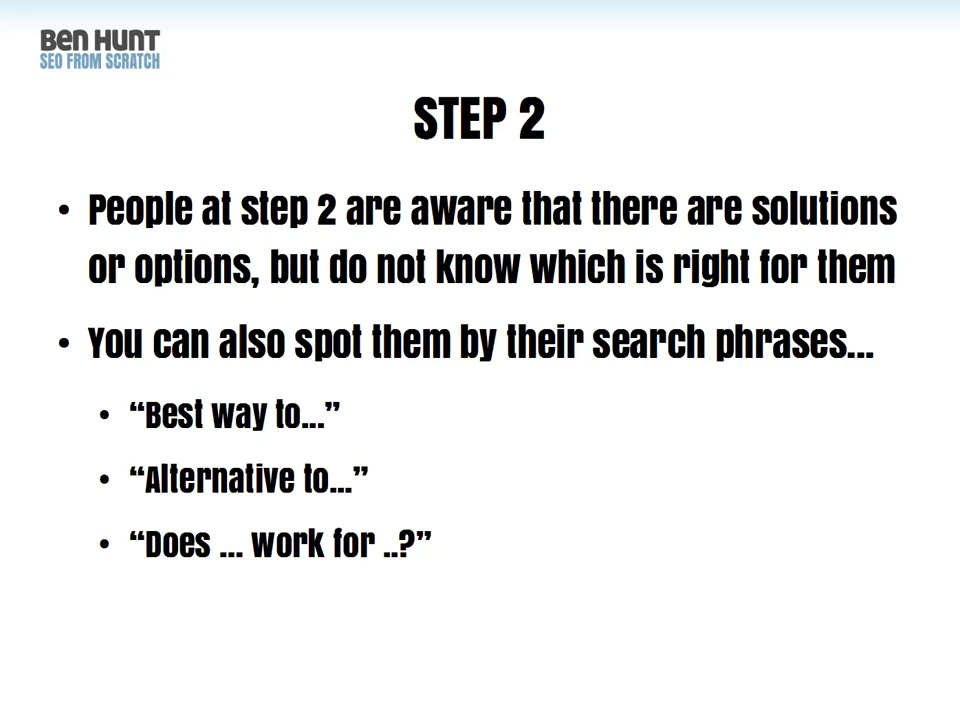 Ben Hunt
SEO FROM SCRATCH
STEP 2
• People at step 2 are aware that there are solutions
or options, but do not know which is right for them
• You can also spot them by their search phrases...
• “Best way to...”
• “Alternative to...”
• “Does ... work for ..?”